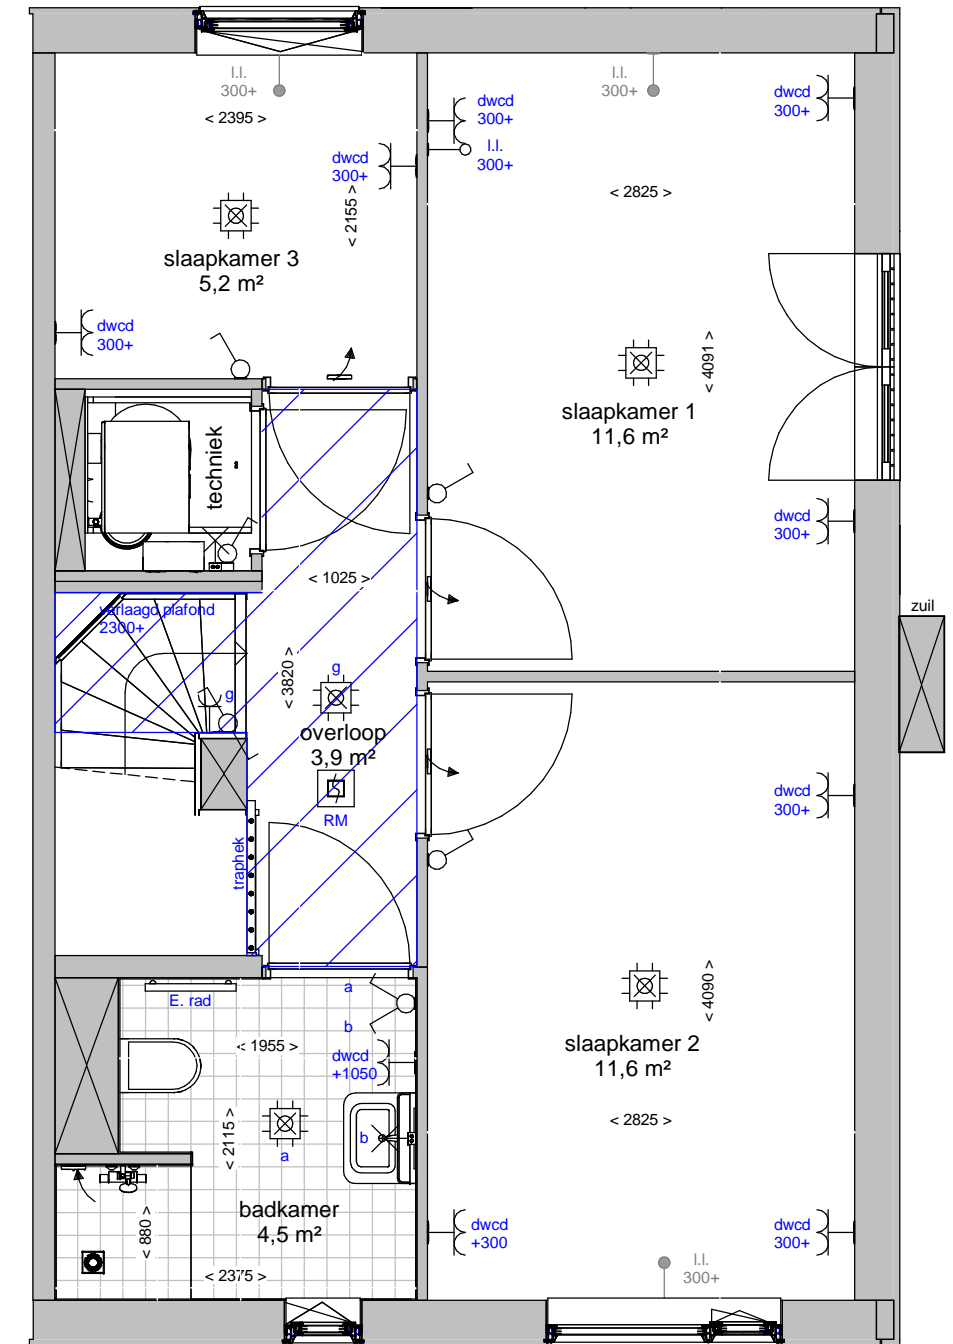 l.l.
300+
< 2395 >
dwcd
300+
< 2155 >
slaapkamer 3
5,2 m²
dwcd
300+
dwcd
300+
l.l.
300+
l.l.
300+
dwcd
300+
< 2825 >
< 4091 >
slaapkamer 1
11,6 m²
dwcd
300+
techniek
< 1025 >
verlaagd plafond
2300+
g
< 3820 >
g
overloop
3,9 m²
RM
traphek
zuil
dwcd
300+
E. rad
a
b
< 1955 >
dwcd
+1050
< 2115 >
b
a
badkamer
4,5 m²
< 880 >
< 2375 >
< 4090 >
slaapkamer 2
11,6 m²
< 2825 >
dwcd
+300
dwcd
300+
l.l.
300+